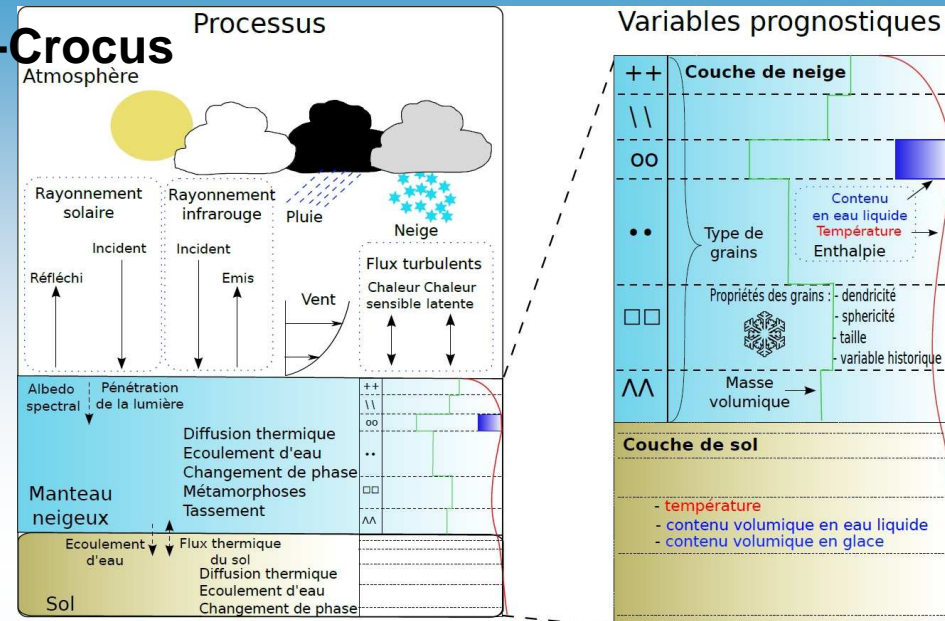 -Crocus
Processus
Atmosphère
Rayonnement
solaire
Rayonnement
infrarouge
Pluie
Neige
Incident
Réfléchi
Incident
Emis
Vent
Flux turbulents
Chaleur Chaleur
sensible latente
Albedo
spectral
Pénétration
de la lumière
Diffusion thermique
Ecoulement d'eau
Changement de phase
Métamorphoses
Tassement
Manteau
neigeux
++
\\
oo
••
□□
ΛΛ
Ecoulement
d'eau
Flux thermique
du sol
Diffusion thermique
Ecoulement d'eau
Changement de phase
Sol
Variables prognostiques
++
\\
oo
••
□□
ΛΛ
Couche de neige
Type de
grains
Contenu
en eau liquide
Température
Enthalpie
Propriétés des grains : - dendricité
- sphericité
- taille
- variable historique
Masse
volumique
Couche de sol
- température
- contenu volumique en eau liquide
- contenu volumique en glace